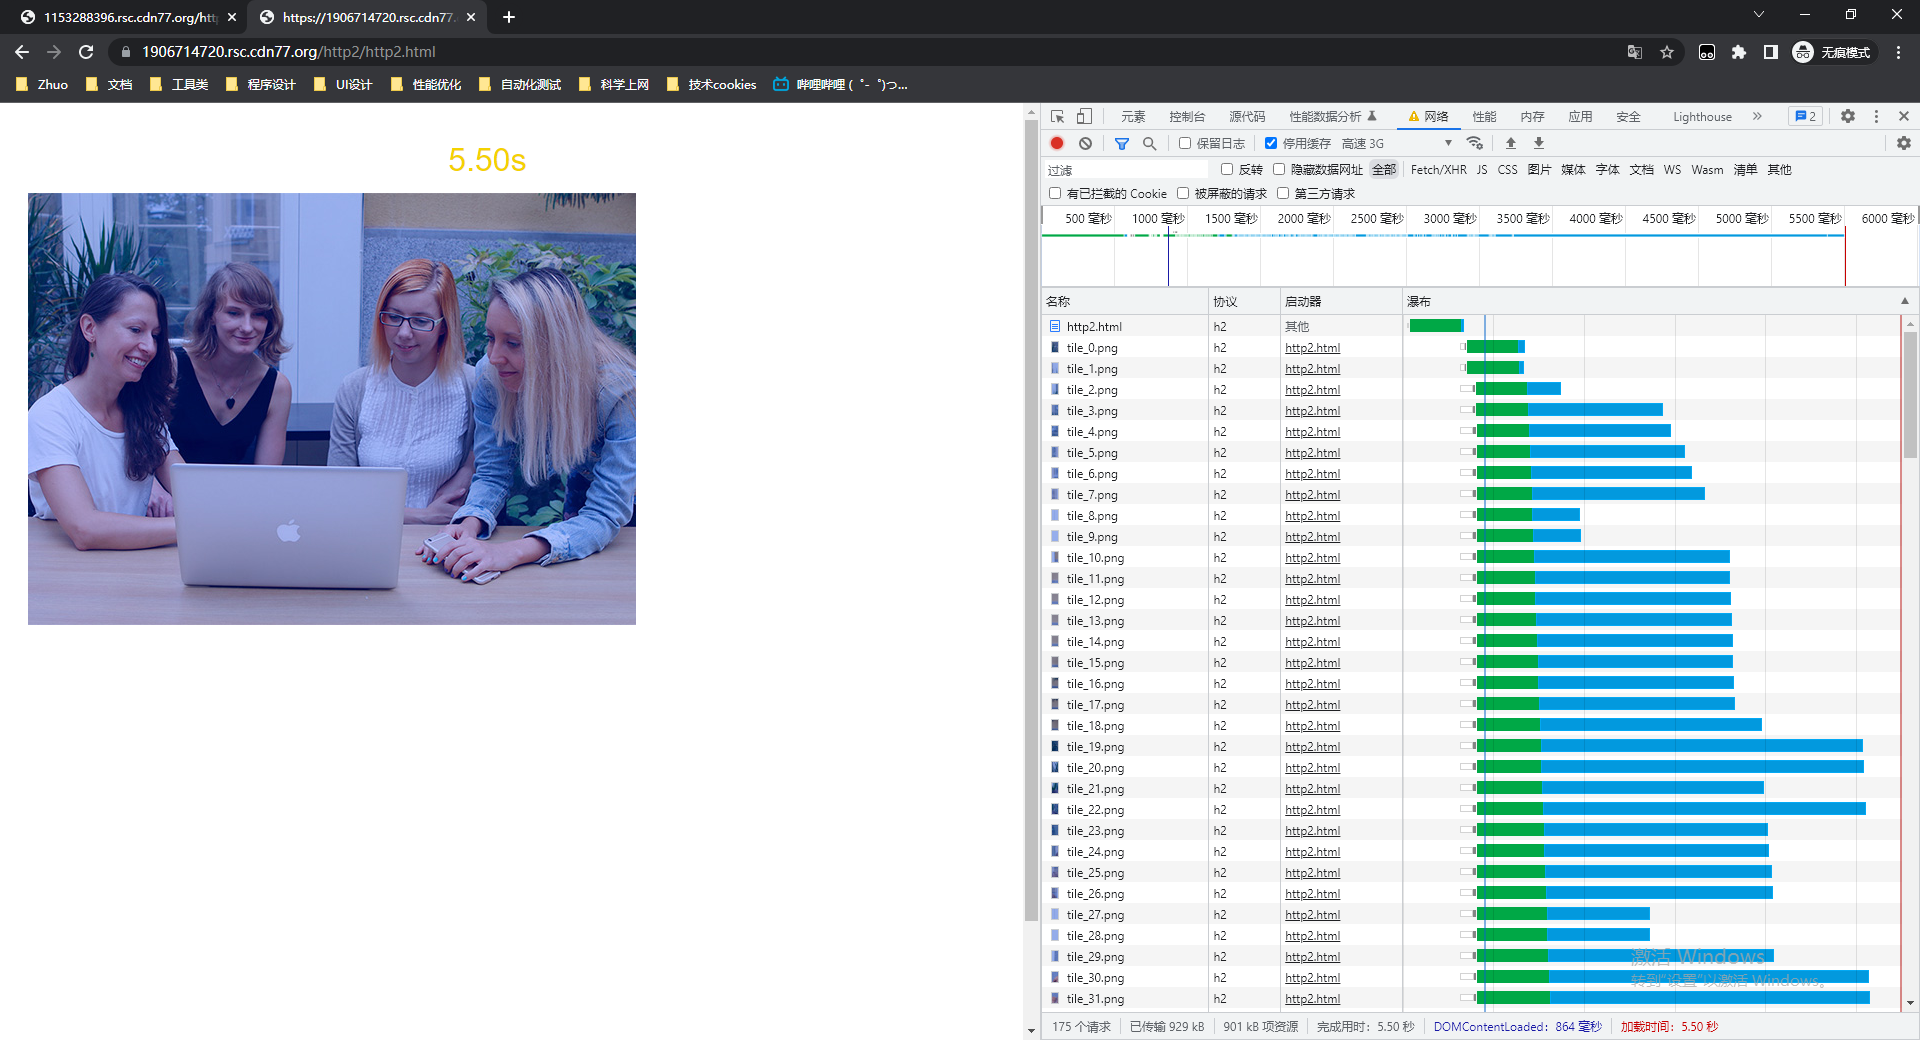 1153288396.rsc.cdn77.org/http
https://1906714720.rsc.cdn77.
1906714720.rsc.cdn77.org/http2/http2.html
无痕模式
Zhuo 文档 工具类 程序设计 UI设计 性能优化 自动化测试 科学上网 技术cookies 哔哩哔哩 ( ゜- ゜)つ...
5.50s
元素 控制台 源代码 性能数据分析 网络 性能 内存 应用 安全 Lighthouse » 2
保留日志 停用缓存 高速 3G
过滤 反转 隐藏数据网址 全部 Fetch/XHR JS CSS 图片 媒体 字体 文档 WS Wasm 清单 其他
有已拦截的 Cookie 被屏蔽的请求 第三方请求
500 毫秒 1000 毫秒 1500 毫秒 2000 毫秒 2500 毫秒 3000 毫秒 3500 毫秒 4000 毫秒 4500 毫秒 5000 毫秒 5500 毫秒 6000 毫秒
名称 协议 启动器 瀑布
http2.html h2 其他
tile_0.png h2 http2.html
tile_1.png h2 http2.html
tile_2.png h2 http2.html
tile_3.png h2 http2.html
tile_4.png h2 http2.html
tile_5.png h2 http2.html
tile_6.png h2 http2.html
tile_7.png h2 http2.html
tile_8.png h2 http2.html
tile_9.png h2 http2.html
tile_10.png h2 http2.html
tile_11.png h2 http2.html
tile_12.png h2 http2.html
tile_13.png h2 http2.html
tile_14.png h2 http2.html
tile_15.png h2 http2.html
tile_16.png h2 http2.html
tile_17.png h2 http2.html
tile_18.png h2 http2.html
tile_19.png h2 http2.html
tile_20.png h2 http2.html
tile_21.png h2 http2.html
tile_22.png h2 http2.html
tile_23.png h2 http2.html
tile_24.png h2 http2.html
tile_25.png h2 http2.html
tile_26.png h2 http2.html
tile_27.png h2 http2.html
tile_28.png h2 http2.html
tile_29.png h2 http2.html
tile_30.png h2 http2.html
tile_31.png h2 http2.html
激活 Windows
转到"设置"以激活 Windows。
175 个请求 已传输 929 kB 901 kB 项资源 完成用时：5.50 秒 DOMContentLoaded：864 毫秒 加载时间：5.50 秒